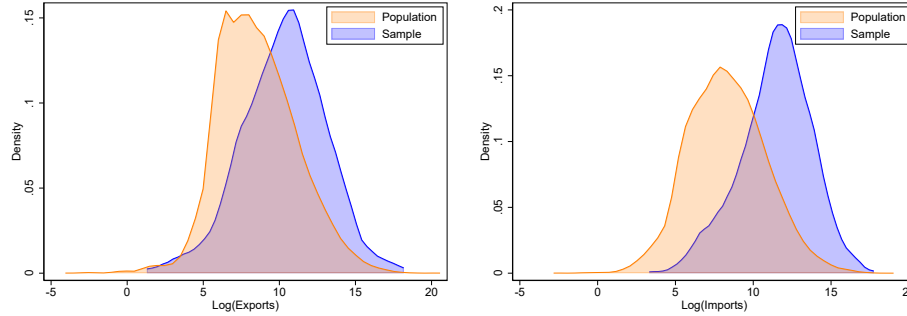 Population
Sample
.15
.1
.05
0
Density
-5 0 5 10 15 20
Log(Exports)
Population
Sample
.2
.15
.1
.05
0
Density
-5 0 5 10 15 2
Log(Imports)